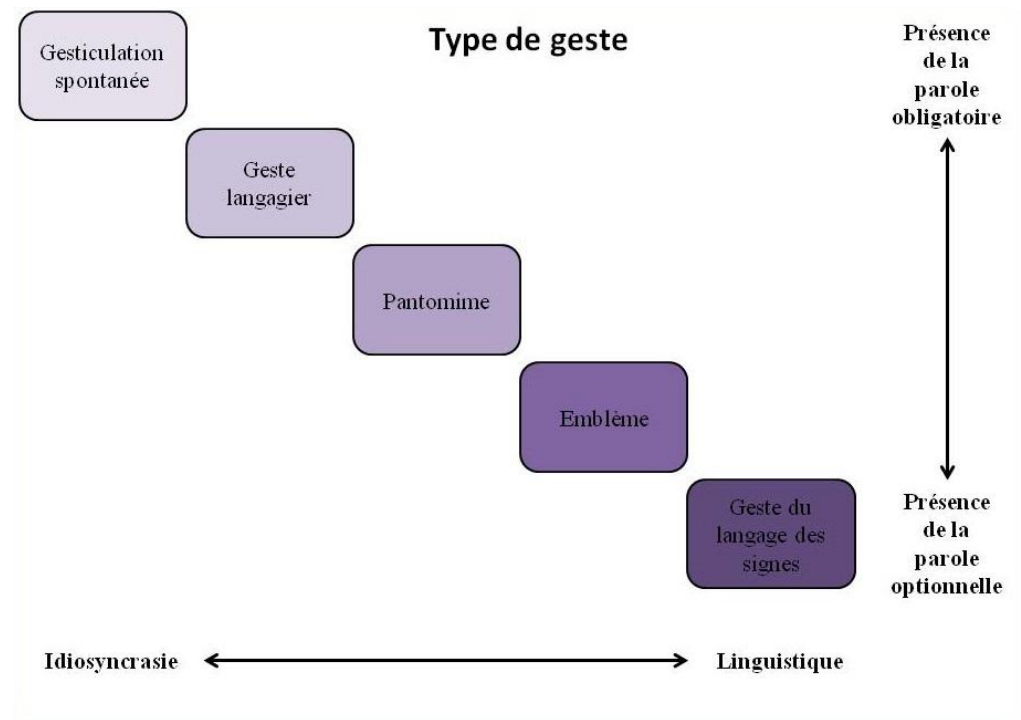 Type de geste
Gesticulation
spontanée
Geste
langagier
Pantomime
Emblème
Geste du
langage des
signes
Présence
de la
parole
obligatoire
Présence
de la
parole
optionnelle
Idiosyncrasie
Linguistique